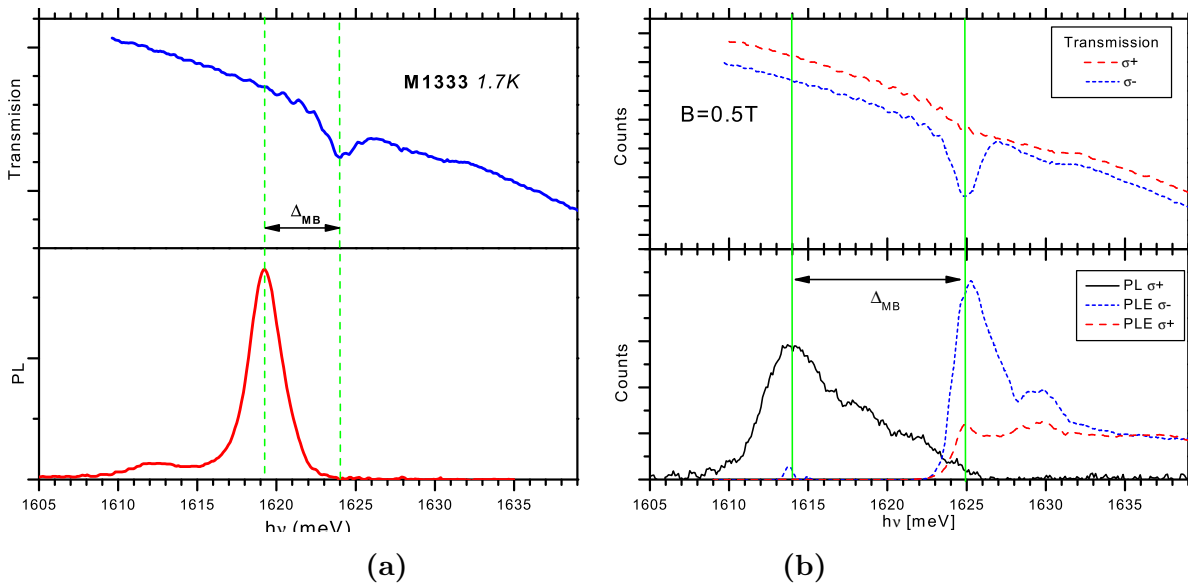 Transmission
M1333 1.7K
Δ_MB
PL
1605 1610 1615 1620 1625 1630 1635
hν (meV)
(a)
Counts
B=0.5T
Transmission
σ+
σ-
Δ_MB
PL σ+
PLE σ-
PLE σ+
Counts
1605 1610 1615 1620 1625 1630 1635
hν [meV]
(b)